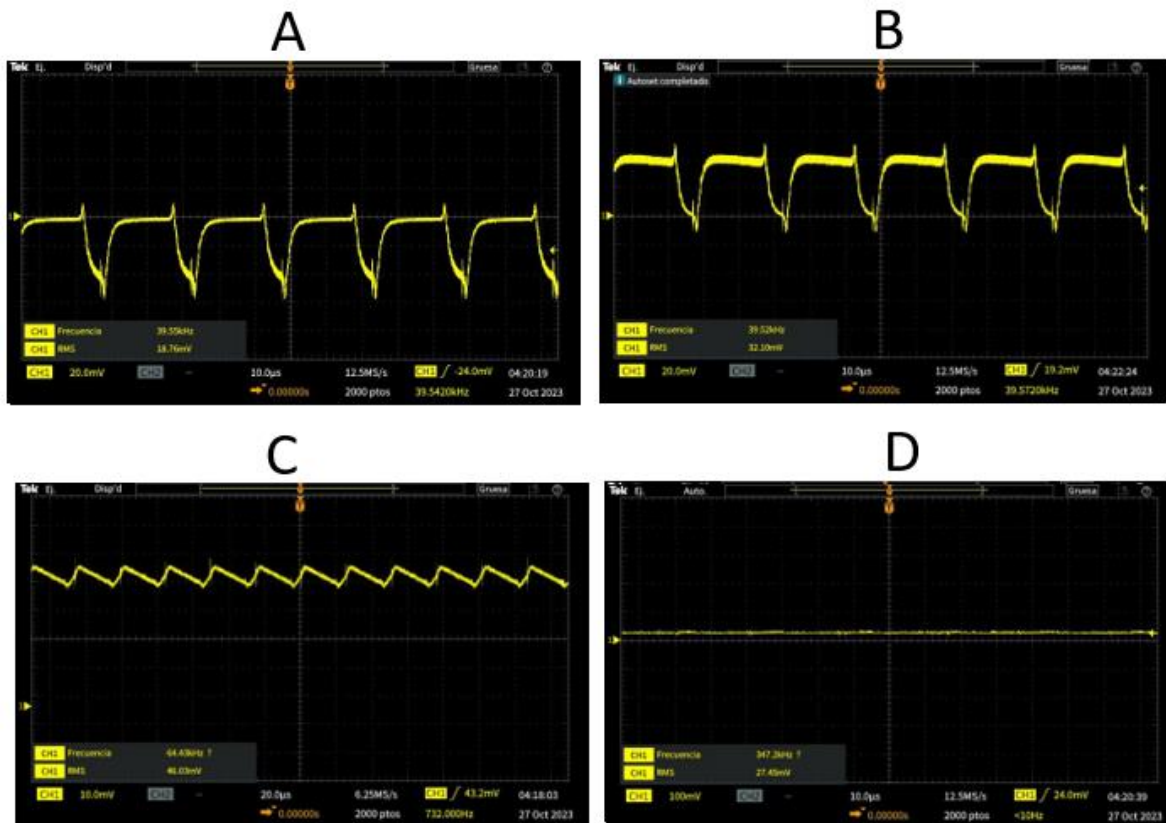 A
B
Tek Ej. Disp'd Gruesa
1
CH1 Frecuencia 39.55kHz
CH1 RMS 18.76mV
CH1 20.0mV CH2 10.0μs 12.5MS/s CH1 -24.0mV 04:20:19
0.00000s 2000 ptos 39.5420kHz 27 Oct 2023
Tek Ej. Disp'd Gruesa
Autoset completado
CH1 Frecuencia 39.52kHz
CH1 RMS 32.10mV
CH1 20.0mV CH2 10.0μs 12.5MS/s CH1 19.2mV 04:22:24
0.00000s 2000 ptos 39.5720kHz 27 Oct 2023
C
D
Tek Ej. Disp'd Gruesa
CH1 Frecuencia 64.43kHz ?
CH1 RMS
CH1 10.0mV CH2 20.0μs 6.25MS/s CH1 43.2mV 04:18:03
0.00000s 2000 ptos 732.000Hz 27 Oct 2023
Tek Ej. Auto. Gruesa
CH1 Frecuencia 347.2kHz ?
CH1 RMS 27.45mV
CH1 100mV CH2 10.0μs 12.5MS/s CH1 24.0mV 04:20:39
0.00000s 2000 ptos <10Hz 27 Oct 2023